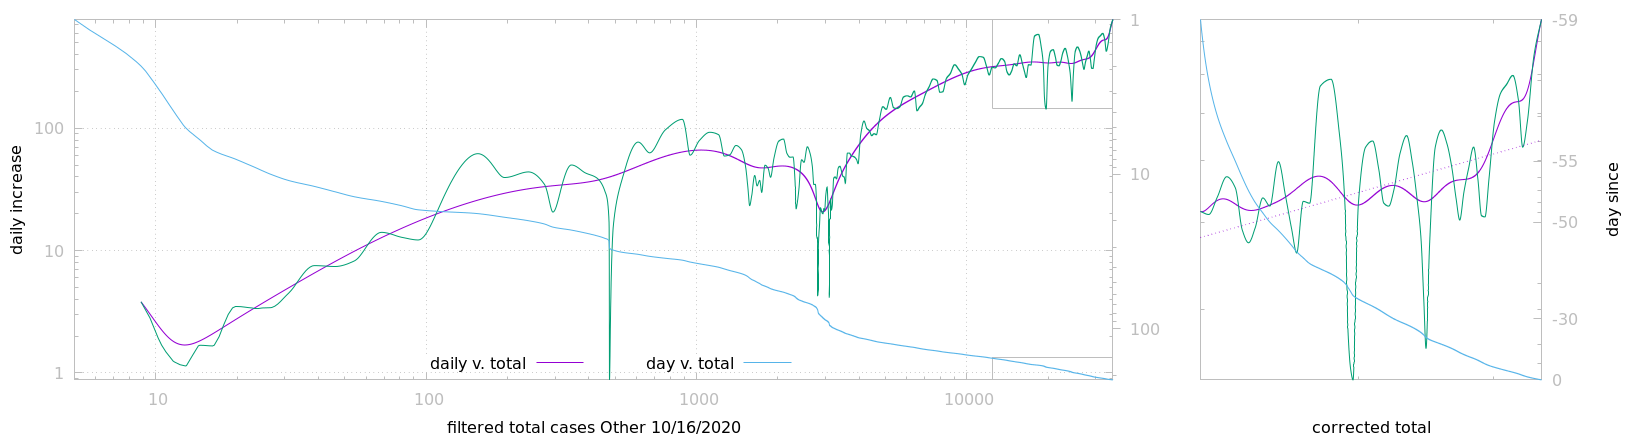 daily increase
100
10
1
10
100
1000
10000
1
10
100
daily v. total
day v. total
filtered total cases Other 10/16/2020
-59
-55
-50
-30
0
day since
corrected total